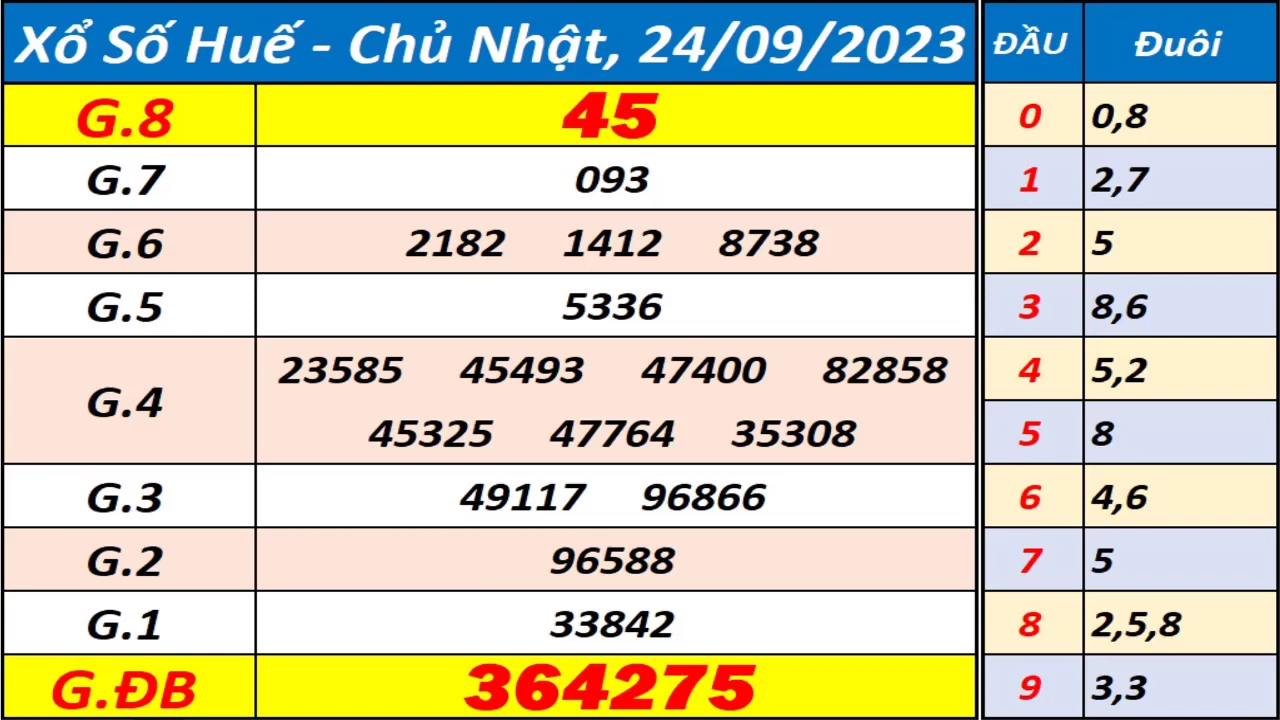 Xổ Số Huế - Chủ Nhật, 24/09/2023
G.8 45
G.7 093
G.6 2182 1412 8738
G.5 5336
G.4 23585 45493 47400 82858
45325 47764 35308
G.3 49117 96866
G.2 96588
G.1 33842
G.ĐB 364275
ĐẦU Đuôi
0 0,8
1 2,7
2 5
3 8,6
4 5,2
5 8
6 4,6
7 5
8 2,5,8
9 3,3